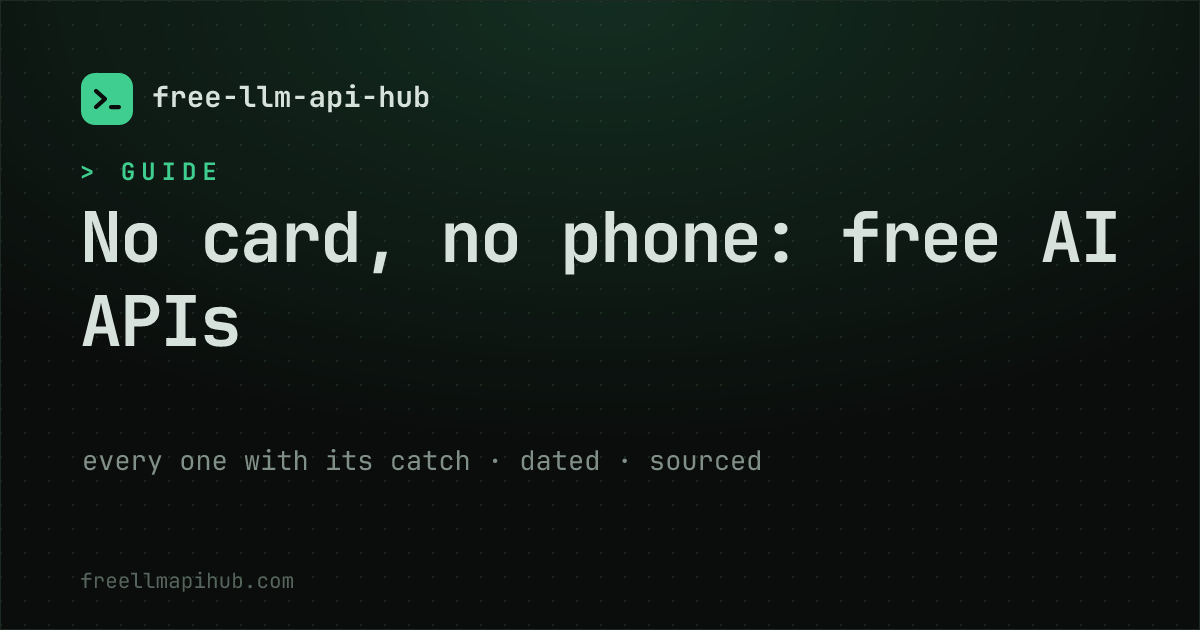 free-llm-api-hub
> GUIDE
No card, no phone: free AI
APIs
every one with its catch · dated · sourced
freellmapihub.com